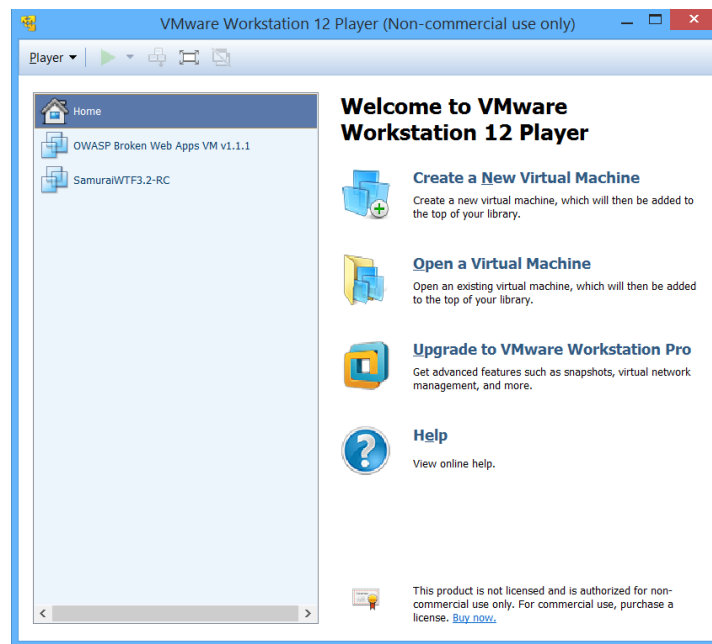 VMware Workstation 12 Player (Non-commercial use only)
Player
Home
OWASP Broken Web Apps VM v1.1.1
SamuraiWTF3.2-RC
Welcome to VMware
Workstation 12 Player
Create a New Virtual Machine
Create a new virtual machine, which will then be added to
the top of your library.
Open a Virtual Machine
Open an existing virtual machine, which will then be added
to the top of your library.
Upgrade to VMware Workstation Pro
Get advanced features such as snapshots, virtual network
management, and more.
Help
View online help.
This product is not licensed and is authorized for non-
commercial use only. For commercial use, purchase a
license. Buy now.